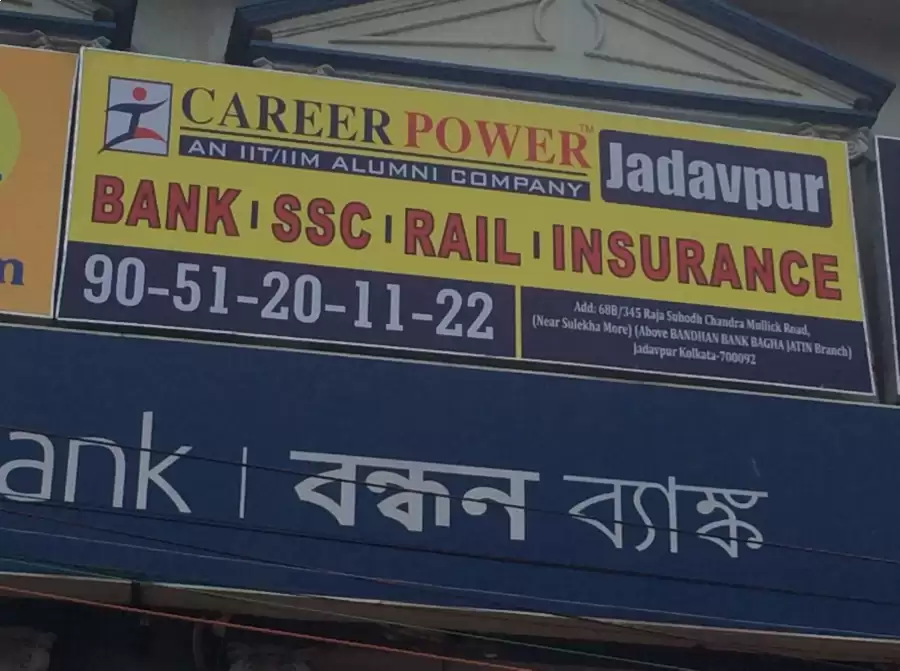 CAREER POWER™
AN IIT/IIM ALUMNI COMPANY
Jadavpur
BANK | SSC | RAIL | INSURANCE
90-51-20-11-22
Add: 68B/345 Raja Subodh Chandra Mullick Road,
(Near Sulekha More) (Above BANDHAN BANK BAGHA JATIN Branch)
Jadavpur Kolkata-700092
m
ank | বন্ধন ব্যাঙ্ক